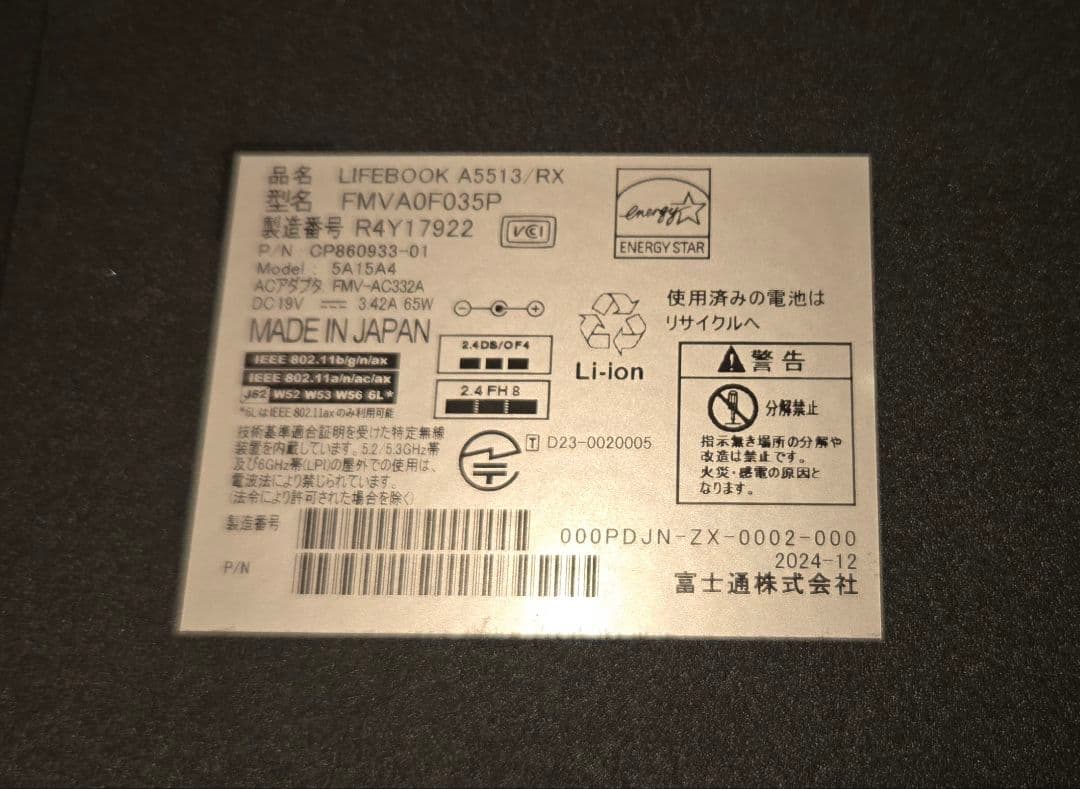 品名 LIFEBOOK A5513/RX
型名 FMVA0F035P
製造番号 R4Y17922
VCCI
P/N CP860933-01
Model : 5A15A4
ACアダプタ FMV-AC332A
DC19V 3.42A 65W
MADE IN JAPAN
IEEE 802.11b/g/n/ax
IEEE 802.11a/n/ac/ax
J52 W52 W53 W56 6L*
*6LはIEEE 802.11axのみ利用可能
2.4DS/OF4
2.4 FH 8
技術基準適合証明を受けた特定無線
装置を内蔵しています。5.2/5.3GHz帯
及び6GHz帯(LPI)の屋外での使用は、
電波法により禁じられています。
(法令により許可された場合を除く)
T D23-0020005
energy
ENERGY STAR
使用済みの電池は
リサイクルへ
Li-ion
警告
分解禁止
指示無き場所の分解や
改造は禁止です。
火災・感電の原因と
なります。
製造番号
P/N
000PDJN-ZX-0002-000
2024-12
富士通株式会社